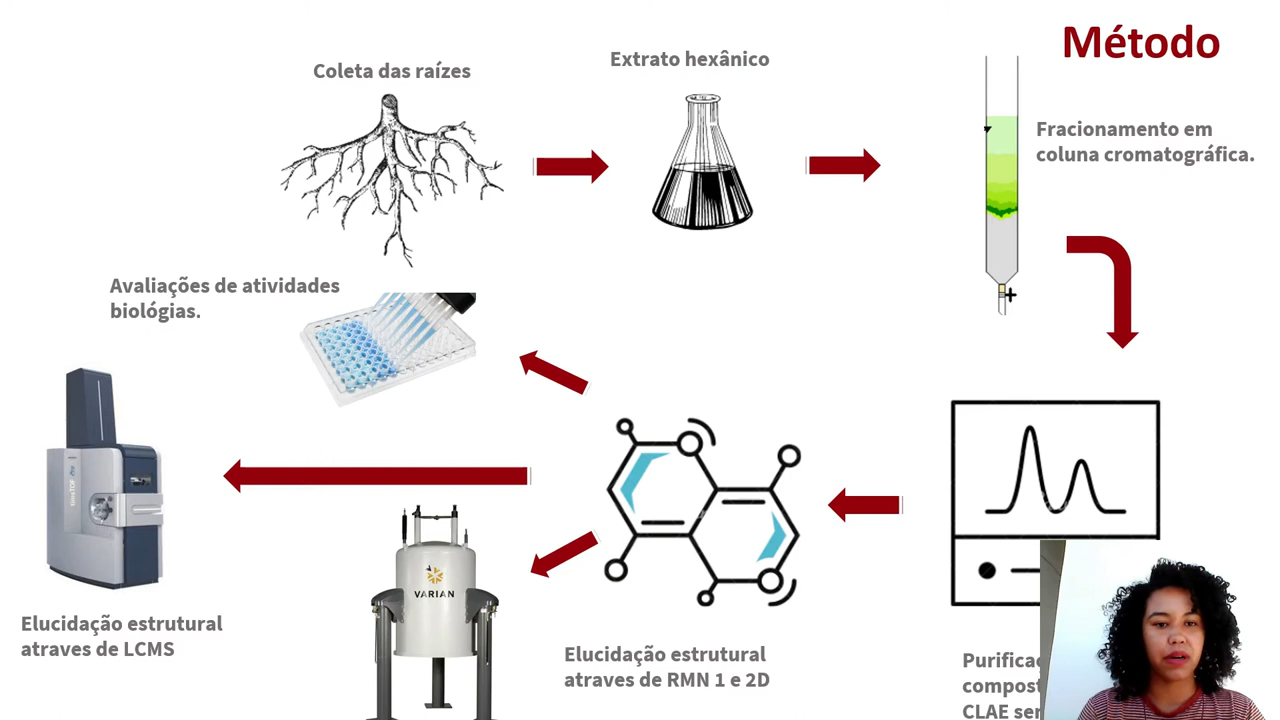 Método
Coleta das raízes
Extrato hexânico
Fracionamento em
coluna cromatográfica.
Avaliações de atividades
biológias.
VARIAN
Elucidação estrutural
atraves de LCMS
Elucidação estrutural
atraves de RMN 1 e 2D
CLAE